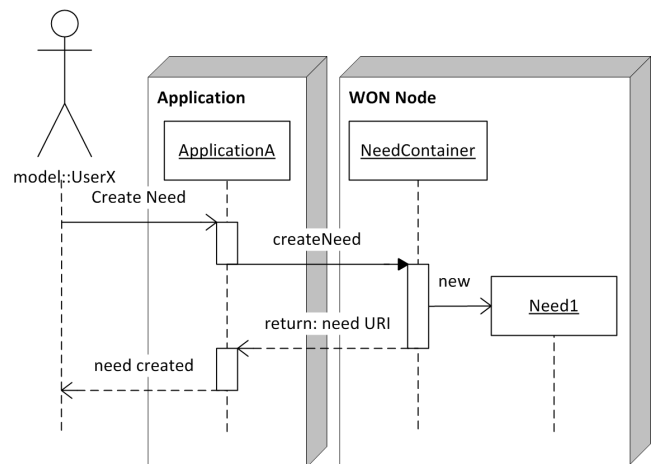 Application
WON Node
ApplicationA
NeedContainer
model::UserX
Create Need
createNeed
new
Need1
return: need URI
need created